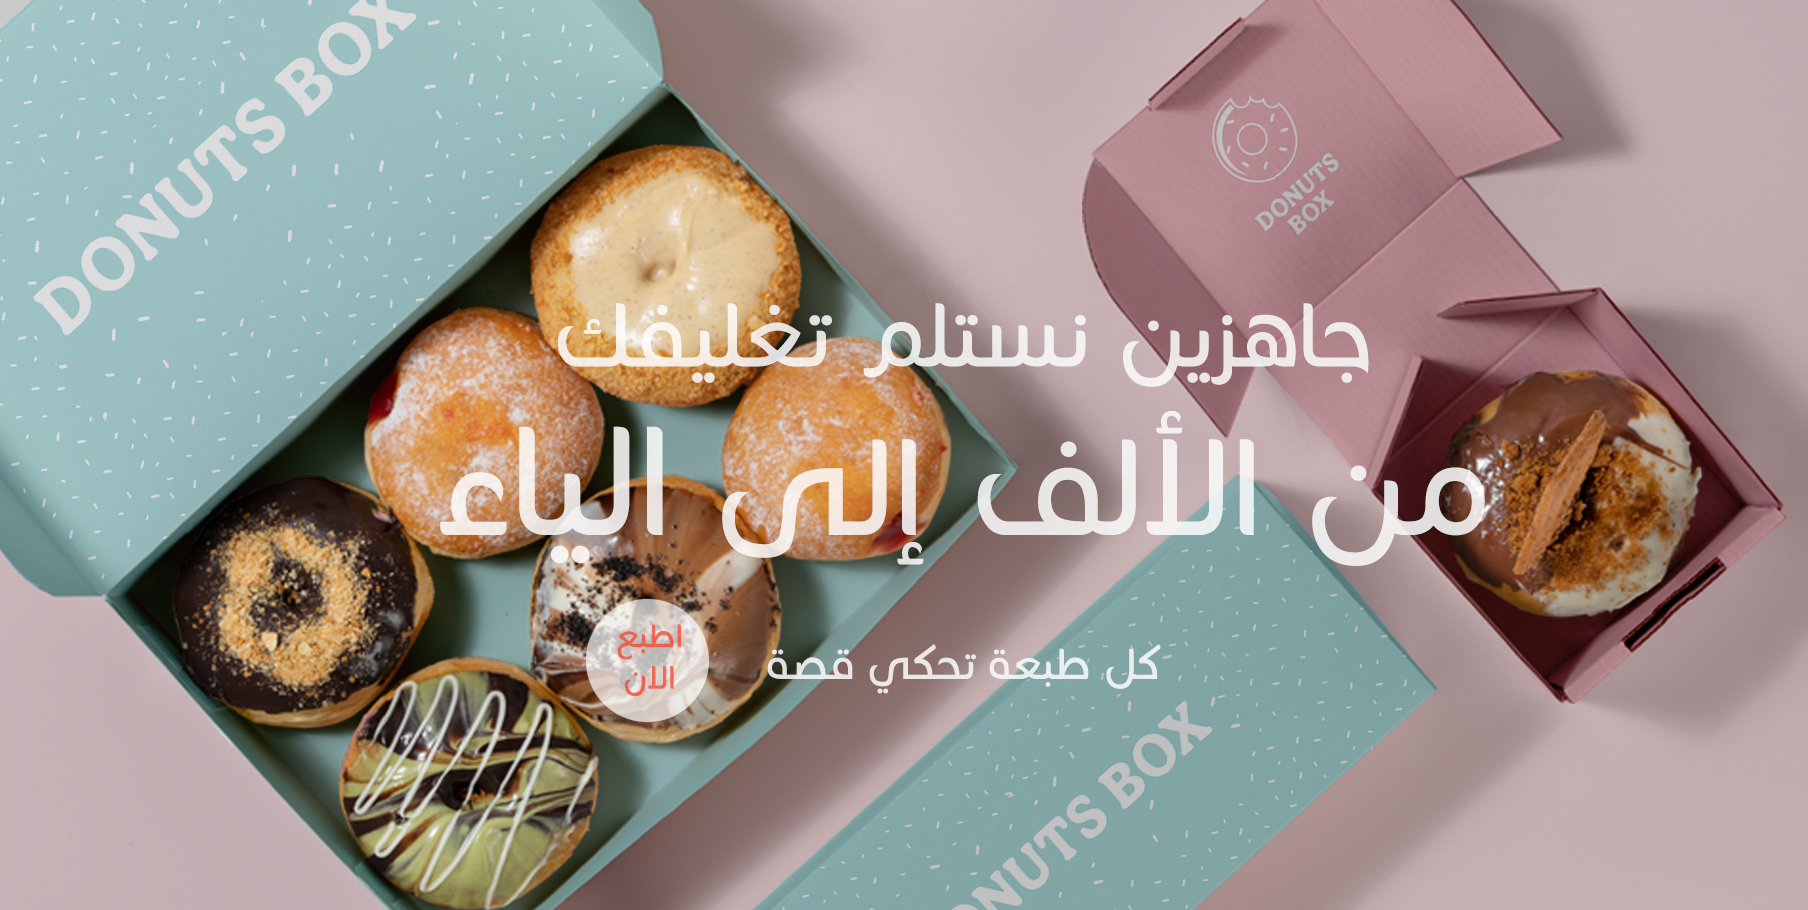 DONUTS BOX
DONUTS
BOX
جاهزين نستلم تغليفك
من الألف إلى الياء
كل طبعة تحكي قصة
اطبع
الان
DONUTS BOX